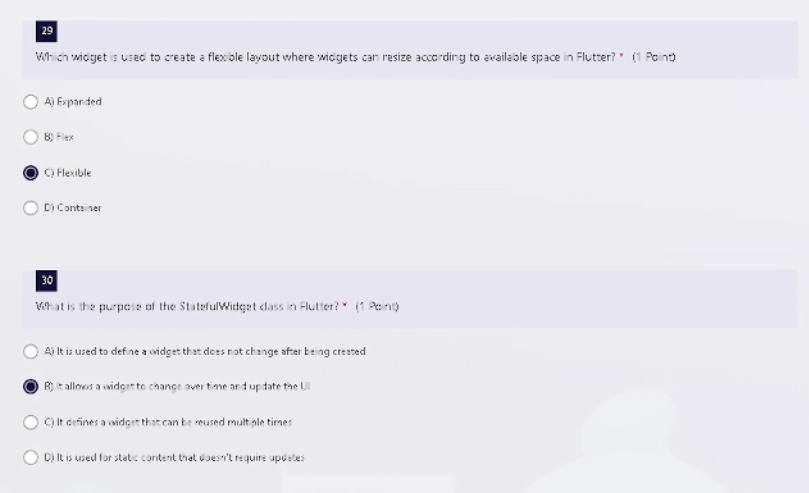 29
Which widget is used to create a flexible layout where widgets can resize according to available space in Flutter? * (1 Point)
A) Expanded
B) Flex
C) Flexible
D) Container
30
What is the purpose of the StatefulWidget class in Flutter? * (1 Point)
A) It is used to define a widget that does not change after being created
B) It allows a widget to change over time and update the UI
C) It defines a widget that can be reused multiple times
D) It is used for static content that doesn't require updates